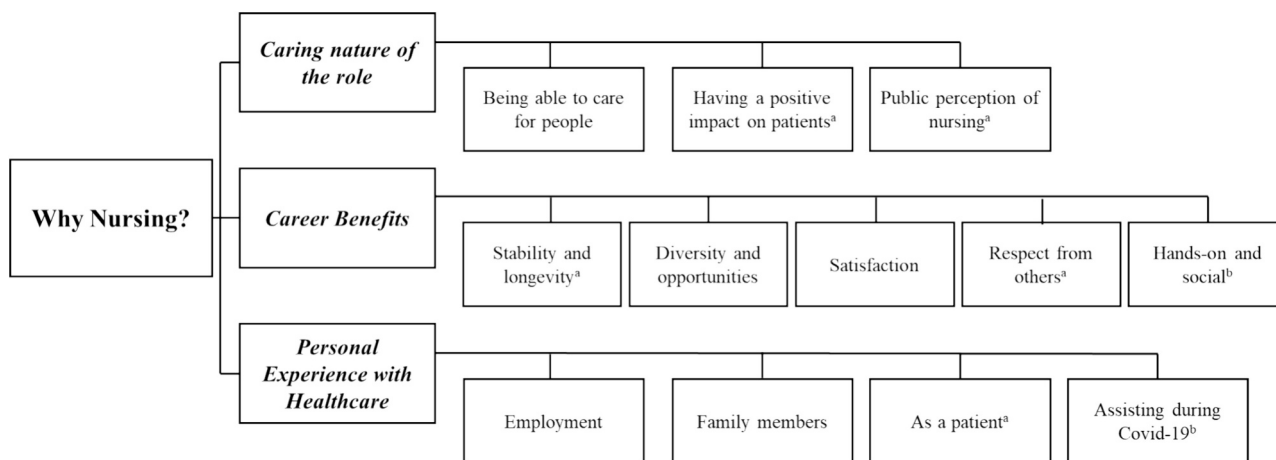 Caring nature of
the role
Being able to care
for people
Having a positive
impact on patientsᵃ
Public perception of
nursingᵃ
Why Nursing?
Career Benefits
Stability and
longevityᵃ
Diversity and
opportunities
Satisfaction
Respect from
othersᵃ
Hands-on and
socialᵇ
Personal
Experience with
Healthcare
Employment
Family members
As a patientᵃ
Assisting during
Covid-19ᵇ